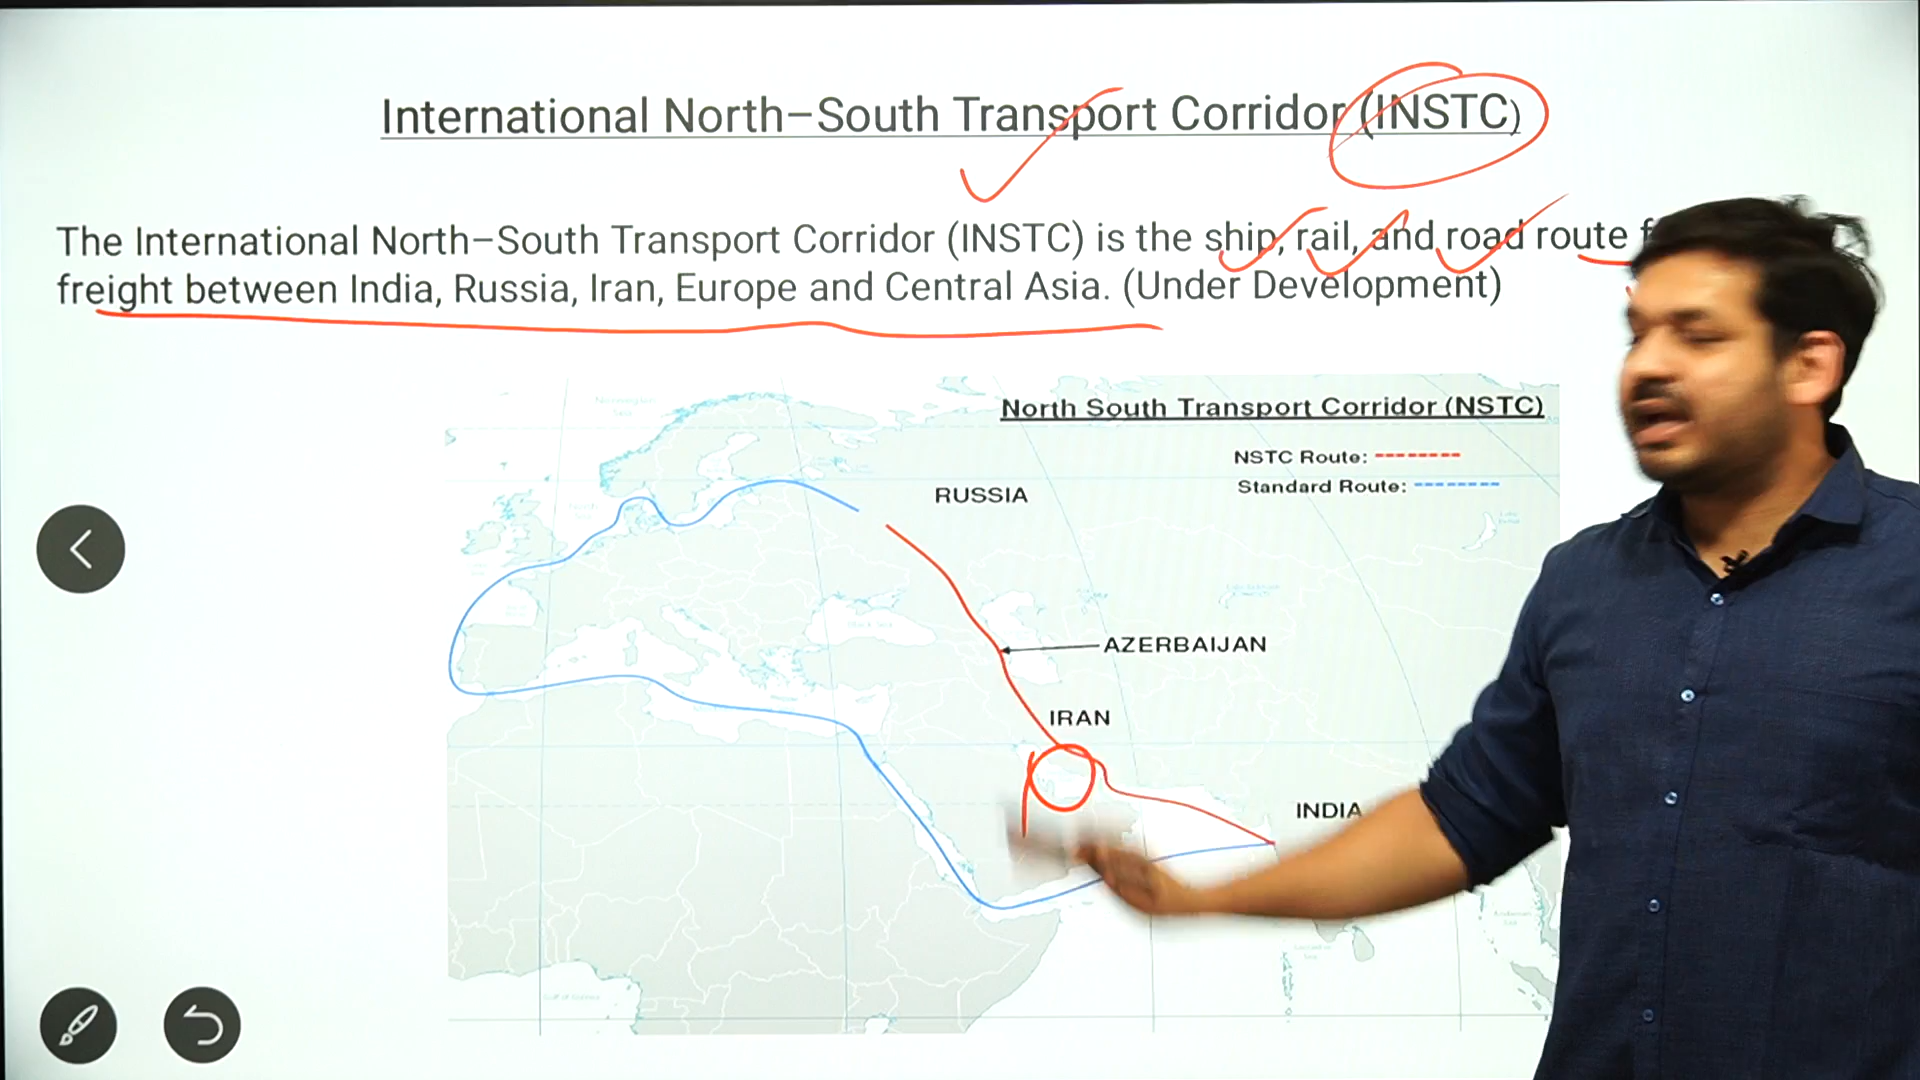 International North–South Transport Corridor (INSTC)
The International North–South Transport Corridor (INSTC) is the ship, rail, and road route
freight between India, Russia, Iran, Europe and Central Asia. (Under Development)
North South Transport Corridor (NSTC)
NSTC Route:
Standard Route:
RUSSIA
AZERBAIJAN
IRAN
INDIA